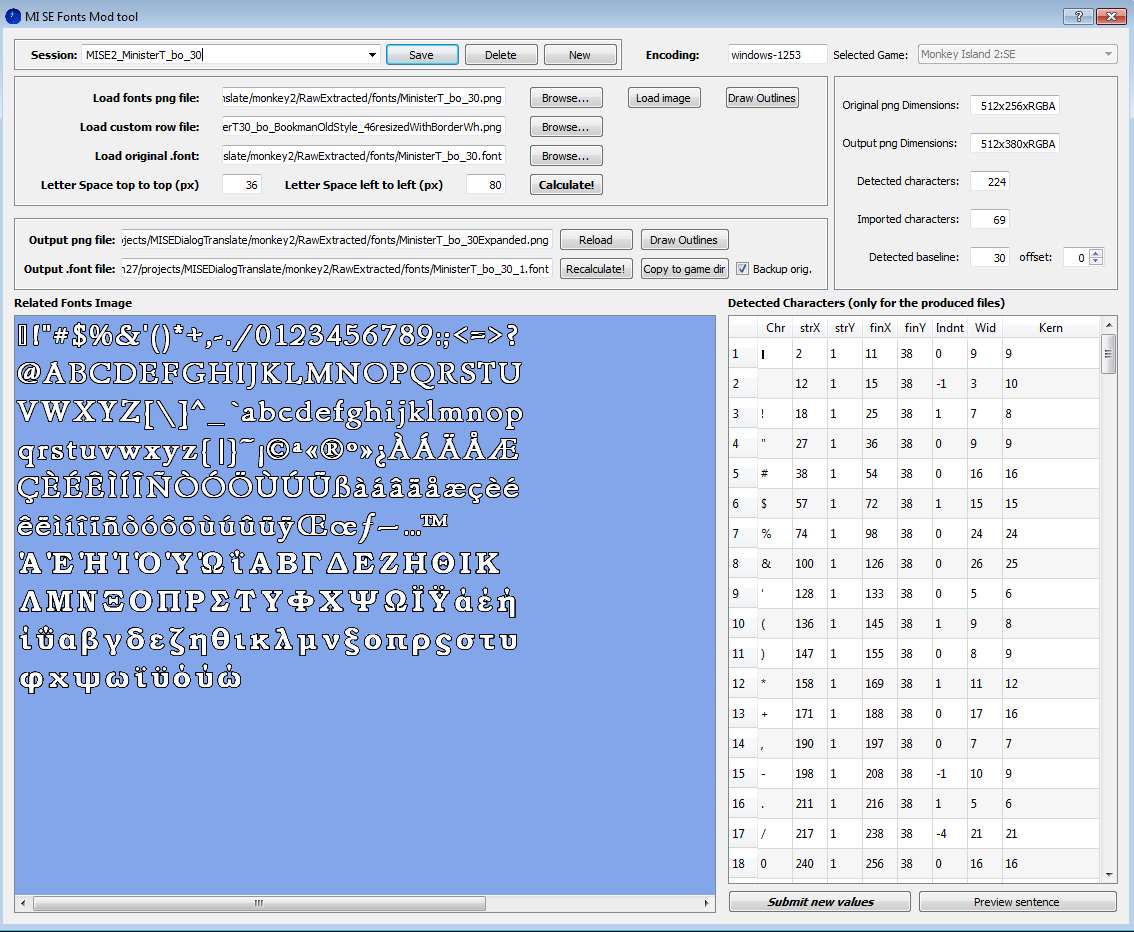 MI SE Fonts Mod tool
Session: MISE2_MinisterT_bo_30 Save Delete New Encoding: windows-1253 Selected Game: Monkey Island 2:SE
Load fonts png file: nslate/monkey2/RawExtracted/fonts/MinisterT_bo_30.png Browse... Load image Draw Outlines
Load custom row file: erT30_bo_BookmanOldStyle_46resizedWithBorderWh.png Browse...
Load original .font: slate/monkey2/RawExtracted/fonts/MinisterT_bo_30.font Browse...
Letter Space top to top (px) 36 Letter Space left to left (px) 80 Calculate!
Original png Dimensions: 512x256xRGBA
Output png Dimensions: 512x380xRGBA
Detected characters: 224
Imported characters: 69
Detected baseline: 30 offset: 0
Output png file: ojects/MISEDialogTranslate/monkey2/RawExtracted/fonts/MinisterT_bo_30Expanded.png Reload Draw Outlines
Output .font file: n27/projects/MISEDialogTranslate/monkey2/RawExtracted/fonts/MinisterT_bo_30_1.font Recalculate! Copy to game dir Backup orig.
Related Fonts Image
!"#$%&'()*+,-./0123456789:;<=>?
@ABCDEFGHIJKLMNOPQRSTU
VWXYZ[\]^_`abcdefghijklmnop
qrstuvwxyz{|}~¡©ª«®º»¿ÀÁÄÅÆ
ÇÈÉÊÌÍÎÑÒÓÖÙÚÜßàáâãäåæçèé
êëìíîïñòóôöùúûüÿŒœƒ—…™
ΆΈΉΊΌΎΏΐΑΒΓΔΕΖΗΘΙΚ
ΛΜΝΞΟΠΡΣΤΥΦΧΨΩΪΫάέή
ίΰαβγδεζηθικλμνξοπρςστυ
φχψωϊϋόύώ
Detected Characters (only for the produced files)
Chr strX strY finX finY Indnt Wid Kern
1 2 1 11 38 0 9 9
2 12 1 15 38 -1 3 10
3 ! 18 1 25 38 1 7 8
4 " 27 1 36 38 0 9 9
5 # 38 1 54 38 0 16 16
6 $ 57 1 72 38 1 15 15
7 % 74 1 98 38 0 24 24
8 & 100 1 126 38 0 26 25
9 ' 128 1 133 38 0 5 6
10 ( 136 1 145 38 1 9 8
11 ) 147 1 155 38 0 8 9
12 * 158 1 169 38 1 11 12
13 + 171 1 188 38 0 17 16
14 , 190 1 197 38 0 7 7
15 - 198 1 208 38 -1 10 9
16 . 211 1 216 38 1 5 6
17 / 217 1 238 38 -4 21 21
18 0 240 1 256 38 0 16 16
Submit new values Preview sentence